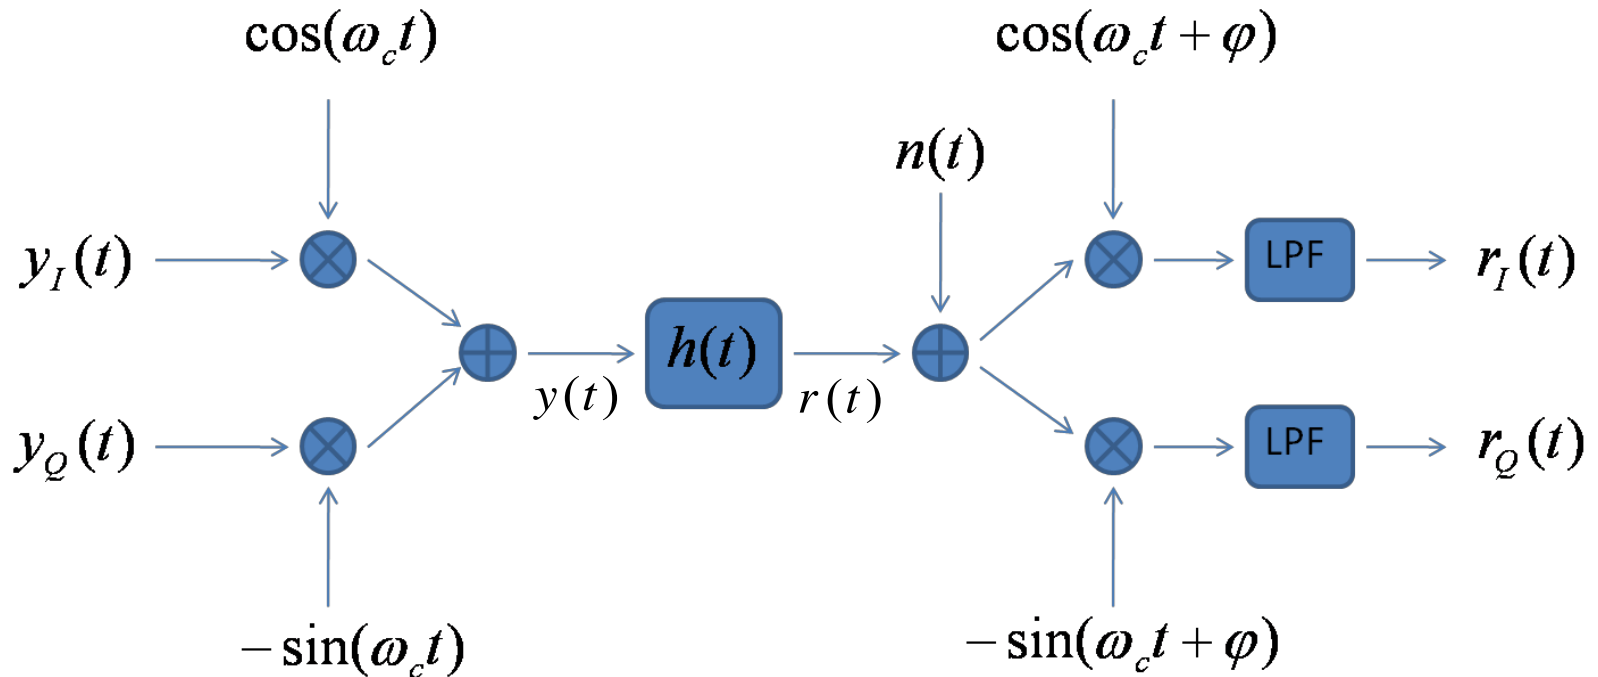 cos(ω_c t)
cos(ω_c t + φ)
n(t)
y_I(t)
LPF
r_I(t)
h(t)
y(t)
r(t)
y_Q(t)
LPF
r_Q(t)
− sin(ω_c t)
− sin(ω_c t + φ)